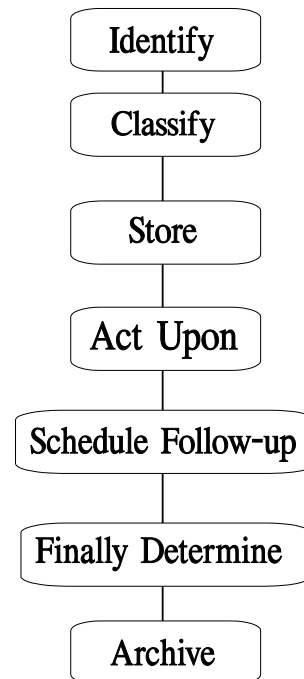 Identify
Classify
Store
Act Upon
Schedule Follow-up
Finally Determine
Archive